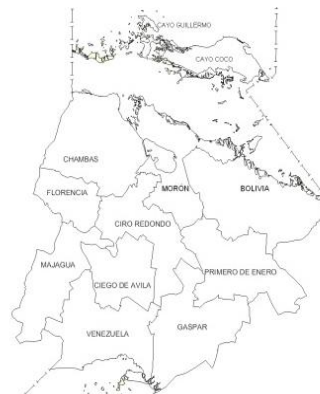 CAYO GUILLERMO
CAYO COCO
CHAMBAS
FLORENCIA
MORÓN
BOLIVIA
CIRO REDONDO
MAJAGUA
CIEGO DE AVILA
PRIMERO DE ENERO
VENEZUELA
GASPAR